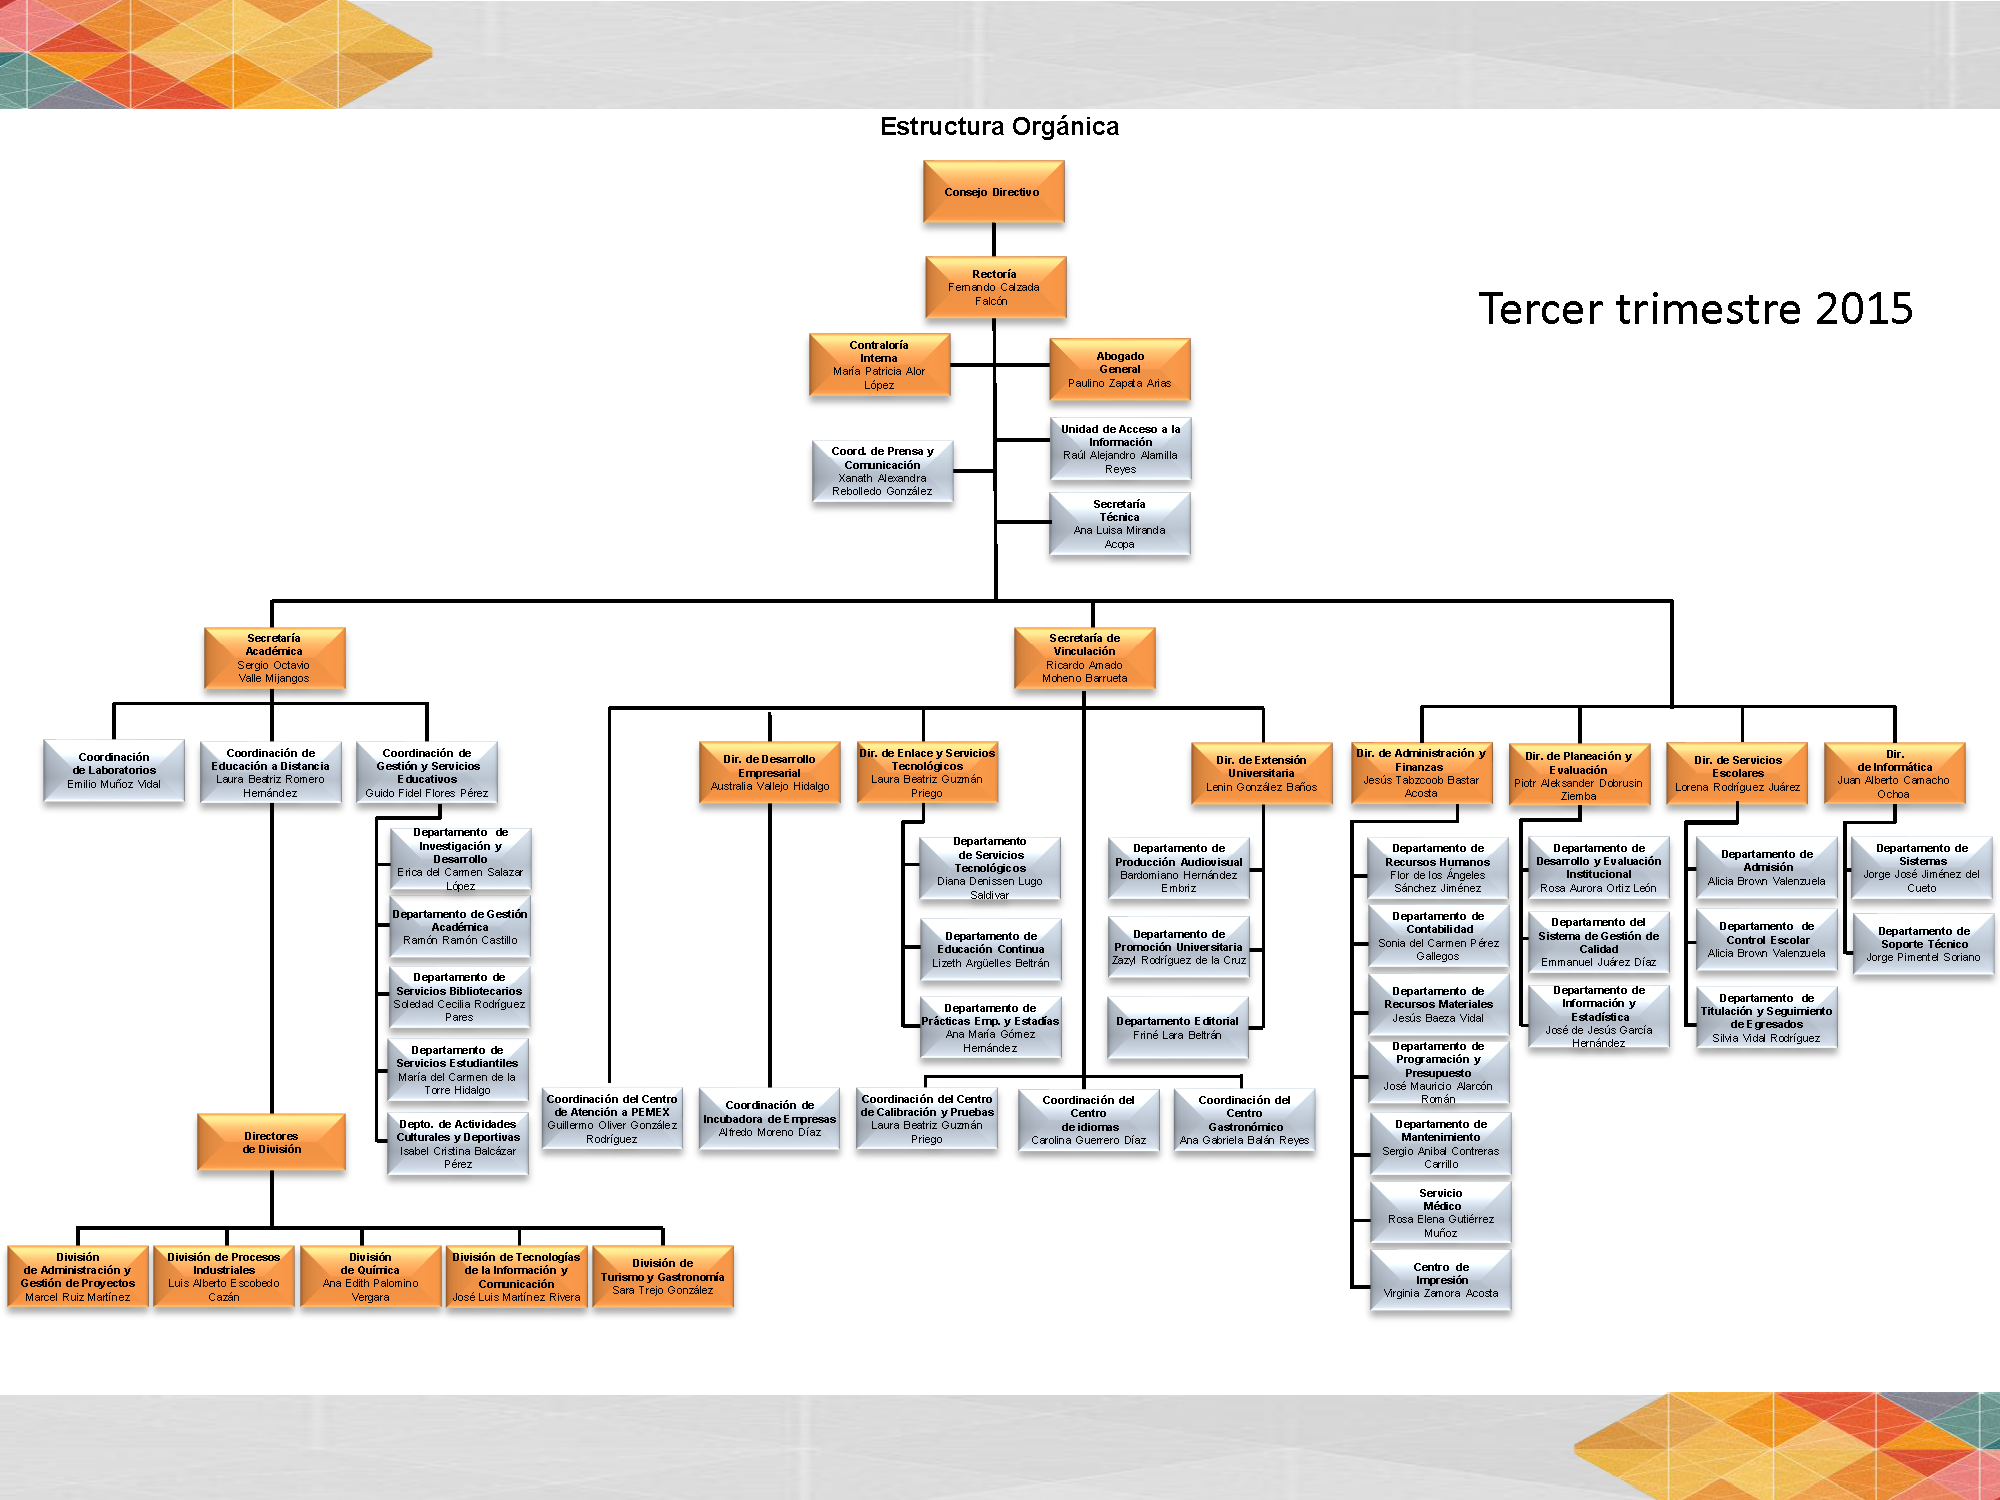 Estructura Orgánica
Consejo Directivo
Rectoría
Fernando Calzada
Falcón
Tercer trimestre 2015
Contraloría
Interna
María Patricia Alor
López
Abogado
General
Paulino Zapata Arias
Unidad de Acceso a la
Información
Raúl Alejandro Alamilla
Reyes
Coord. de Prensa y
Comunicación
Xanath Alexandra
Rebolledo González
Secretaría
Técnica
Ana Luisa Miranda
Acopa
Secretaría
Académica
Sergio Octavio
Valle Mijangos
Secretaría de
Vinculación
Ricardo Amado
Moheno Barrueta
Coordinación
de Laboratorios
Emilio Muñoz Vidal
Coordinación de
Educación a Distancia
Laura Beatriz Romero
Hernández
Coordinación de
Gestión y Servicios
Educativos
Guido Fidel Flores Pérez
Dir. de Desarrollo
Empresarial
Australia Vallejo Hidalgo
Dir. de Enlace y Servicios
Tecnológicos
Laura Beatriz Guzmán
Priego
Dir. de Extensión
Universitaria
Lenin González Baños
Dir. de Administración y
Finanzas
Jesús Tabzcoob Bastar
Acosta
Dir. de Planeación y
Evaluación
Piotr Aleksander Dobrusin
Ziemba
Dir. de Servicios
Escolares
Lorena Rodríguez Juárez
Dir.
de Informática
Juan Alberto Camacho
Ochoa
Departamento de
Investigación y
Desarrollo
Erica del Carmen Salazar
López
Departamento de Gestión
Académica
Ramón Ramón Castillo
Departamento de
Servicios Bibliotecarios
Soledad Cecilia Rodríguez
Pares
Departamento de
Servicios Estudiantiles
María del Carmen de la
Torre Hidalgo
Depto. de Actividades
Culturales y Deportivas
Isabel Cristina Balcázar
Pérez
Departamento
de Servicios
Tecnológicos
Diana Denissen Lugo
Saldivar
Departamento de
Educación Continua
Lizeth Argüelles Beltrán
Departamento de
Prácticas Emp. y Estadías
Ana María Gómez
Hernández
Departamento de
Producción Audiovisual
Bardomiano Hernández
Embriz
Departamento de
Promoción Universitaria
Zazyl Rodríguez de la Cruz
Departamento Editorial
Friné Lara Beltrán
Departamento de
Recursos Humanos
Flor de los Ángeles
Sánchez Jiménez
Departamento de
Contabilidad
Sonia del Carmen Pérez
Gallegos
Departamento de
Recursos Materiales
Jesús Baeza Vidal
Departamento de
Programación y
Presupuesto
José Mauricio Alarcón
Román
Departamento de
Mantenimiento
Sergio Anibal Contreras
Carrillo
Servicio
Médico
Rosa Elena Gutiérrez
Muñoz
Centro de
Impresión
Virginia Zamora Acosta
Departamento de
Desarrollo y Evaluación
Institucional
Rosa Aurora Ortiz León
Departamento del
Sistema de Gestión de
Calidad
Emmanuel Juárez Díaz
Departamento de
Información y
Estadística
José de Jesús García
Hernández
Departamento de
Admisión
Alicia Brown Valenzuela
Departamento de
Control Escolar
Alicia Brown Valenzuela
Departamento de
Titulación y Seguimiento
de Egresados
Silvia Vidal Rodríguez
Departamento de
Sistemas
Jorge José Jiménez del
Cueto
Departamento de
Soporte Técnico
Jorge Pimentel Soriano
Coordinación del Centro
de Atención a PEMEX
Guillermo Oliver González
Rodríguez
Coordinación de
Incubadora de Empresas
Alfredo Moreno Díaz
Coordinación del Centro
de Calibración y Pruebas
Laura Beatriz Guzmán
Priego
Coordinación del
Centro
de idiomas
Carolina Guerrero Díaz
Coordinación del
Centro
Gastronómico
Ana Gabriela Balán Reyes
Directores
de División
División
de Administración y
Gestión de Proyectos
Marcel Ruiz Martínez
División de Procesos
Industriales
Luis Alberto Escobedo
Cazán
División
de Química
Ana Edith Palomino
Vergara
División de Tecnologías
de la Información y
Comunicación
José Luis Martínez Rivera
División de
Turismo y Gastronomía
Sara Trejo González